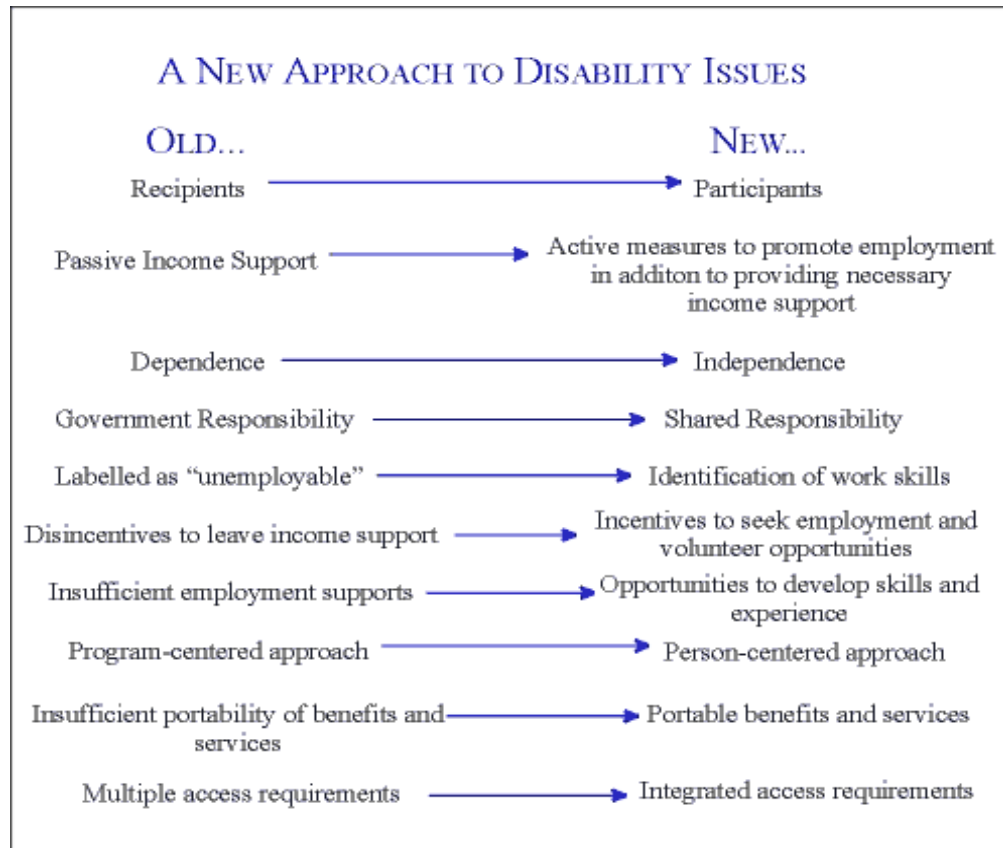 A NEW APPROACH TO DISABILITY ISSUES
OLD... NEW...
Recipients Participants
Passive Income Support Active measures to promote employment
in additon to providing necessary
income support
Dependence Independence
Government Responsibility Shared Responsibility
Labelled as “unemployable” Identification of work skills
Disincentives to leave income support Incentives to seek employment and
volunteer opportunities
Insufficient employment supports Opportunities to develop skills and
experience
Program-centered approach Person-centered approach
Insufficient portability of benefits and Portable benefits and services
services
Multiple access requirements Integrated access requirements